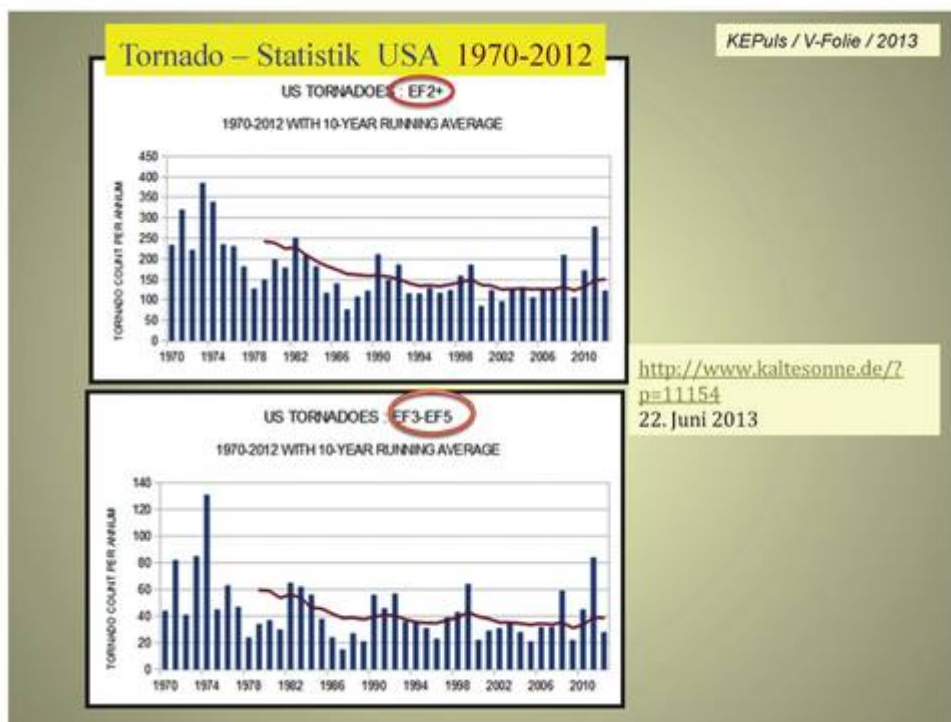 Tornado – Statistik USA 1970-2012
KEPuls / V-Folie / 2013
US TORNADOES : EF2+
1970-2012 WITH 10-YEAR RUNNING AVERAGE
TORNADO COUNT PER ANNUM
450
400
350
300
250
200
150
100
50
0
1970 1974 1978 1982 1986 1990 1994 1998 2002 2006 2010
http://www.kaltesonne.de/?
p=11154
22. Juni 2013
US TORNADOES : EF3-EF5
1970-2012 WITH 10-YEAR RUNNING AVERAGE
TORNADO COUNT PER ANNUM
140
120
100
80
60
40
20
0
1970 1974 1978 1982 1986 1990 1994 1998 2002 2006 2010